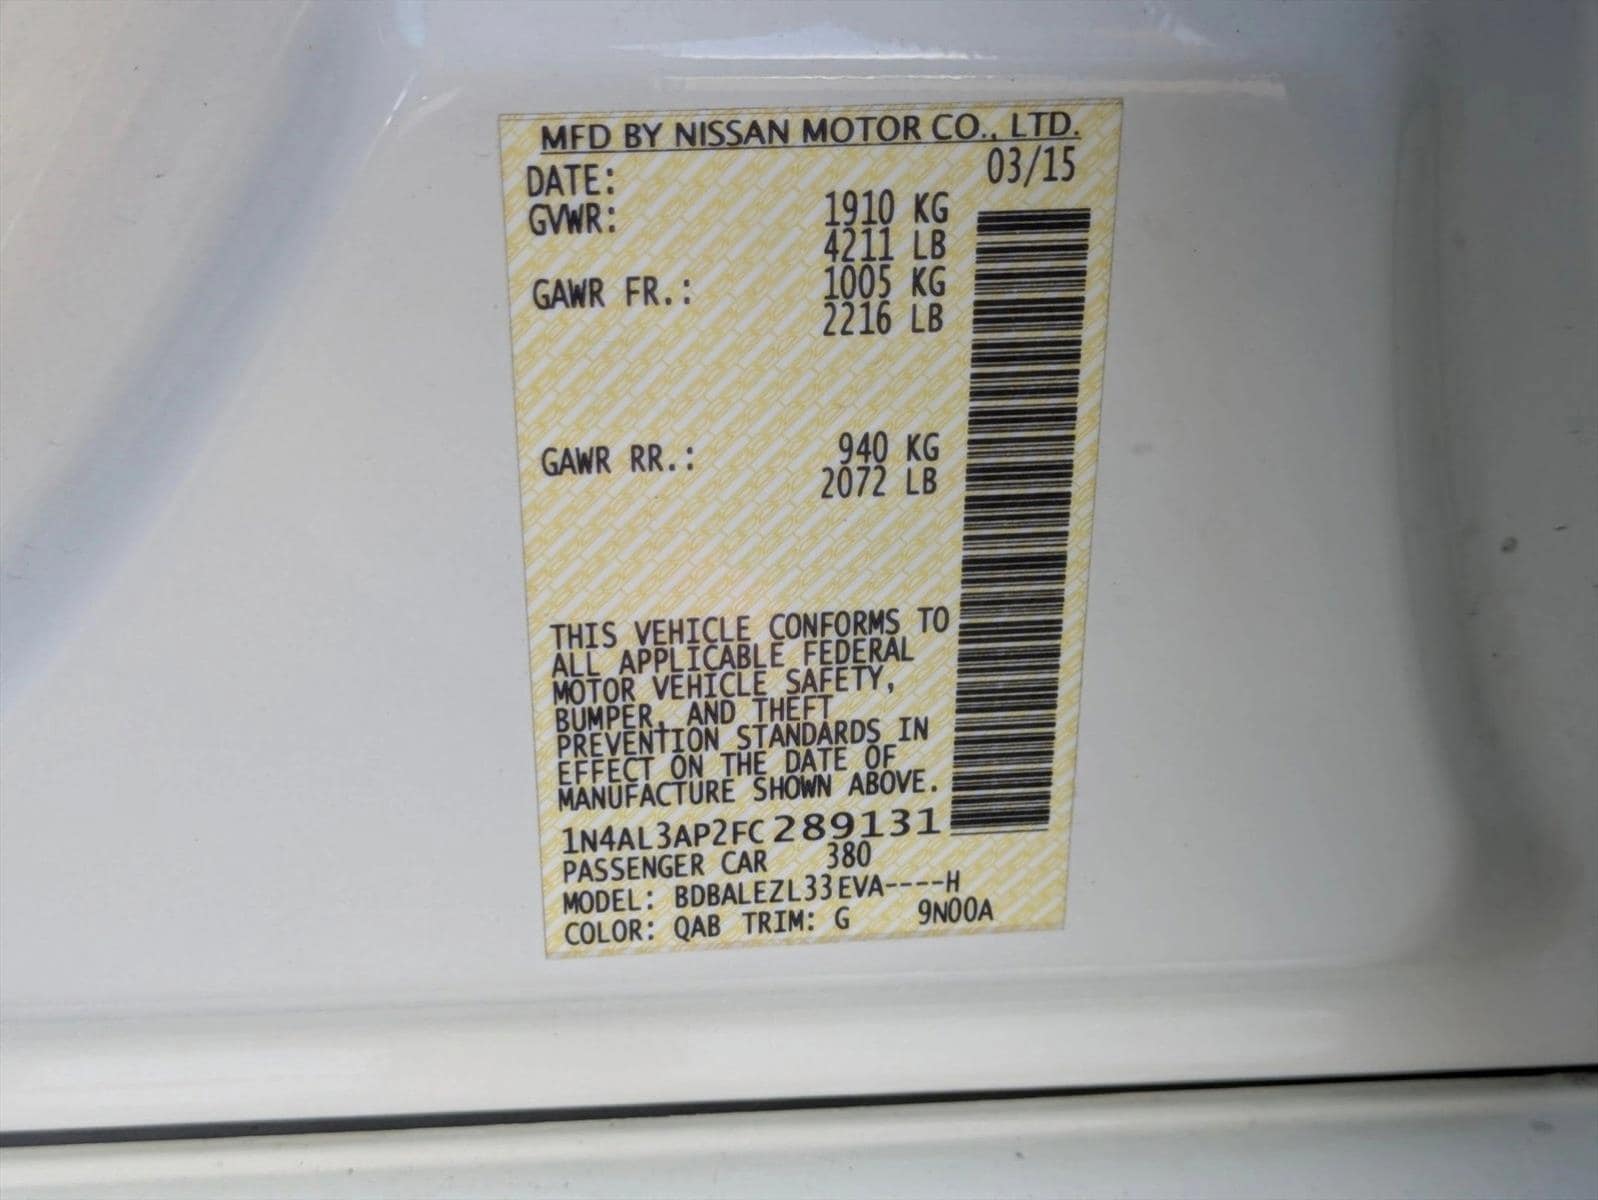 MFD BY NISSAN MOTOR CO., LTD.
DATE: 03/15
GVWR: 1910 KG
4211 LB
GAWR FR.: 1005 KG
2216 LB
GAWR RR.: 940 KG
2072 LB
THIS VEHICLE CONFORMS TO
ALL APPLICABLE FEDERAL
MOTOR VEHICLE SAFETY,
BUMPER, AND THEFT
PREVENTION STANDARDS IN
EFFECT ON THE DATE OF
MANUFACTURE SHOWN ABOVE.
1N4AL3AP2FC289131
PASSENGER CAR 380
MODEL: BDBALEZL33EVA----H
COLOR: QAB TRIM: G 9N00A